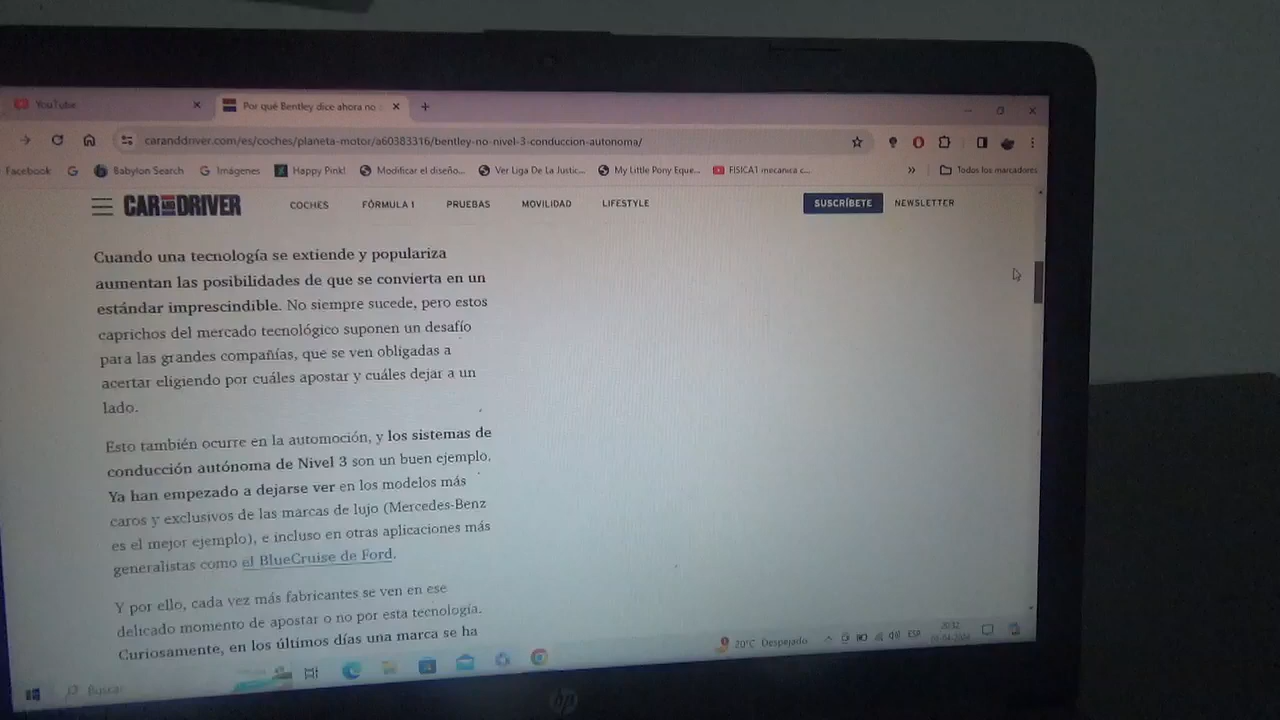 YouTube
Por qué Bentley dice ahora no
caranddriver.com/es/coches/planeta-motor/a60383316/bentley-no-nivel-3-conduccion-autonoma/
Facebook
Babylon Search
Imágenes
Happy Pink!
Modificar el diseño...
Ver Liga De La Justic...
My Little Pony Eque...
FISICA1 mecanica c...
»
Todos los marcadores
CAR AND DRIVER
COCHES
FÓRMULA 1
PRUEBAS
MOVILIDAD
LIFESTYLE
SUSCRÍBETE
NEWSLETTER
Cuando una tecnología se extiende y populariza
aumentan las posibilidades de que se convierta en un
estándar imprescindible. No siempre sucede, pero estos
caprichos del mercado tecnológico suponen un desafío
para las grandes compañías, que se ven obligadas a
acertar eligiendo por cuáles apostar y cuáles dejar a un
lado.
Esto también ocurre en la automoción, y los sistemas de
conducción autónoma de Nivel 3 son un buen ejemplo.
Ya han empezado a dejarse ver en los modelos más
caros y exclusivos de las marcas de lujo (Mercedes-Benz
es el mejor ejemplo), e incluso en otras aplicaciones más
generalistas como el BlueCruise de Ford.
Y por ello, cada vez más fabricantes se ven en ese
delicado momento de apostar o no por esta tecnología.
Curiosamente, en los últimos días una marca se ha
Buscar
20°C Despejado
ESP
hp